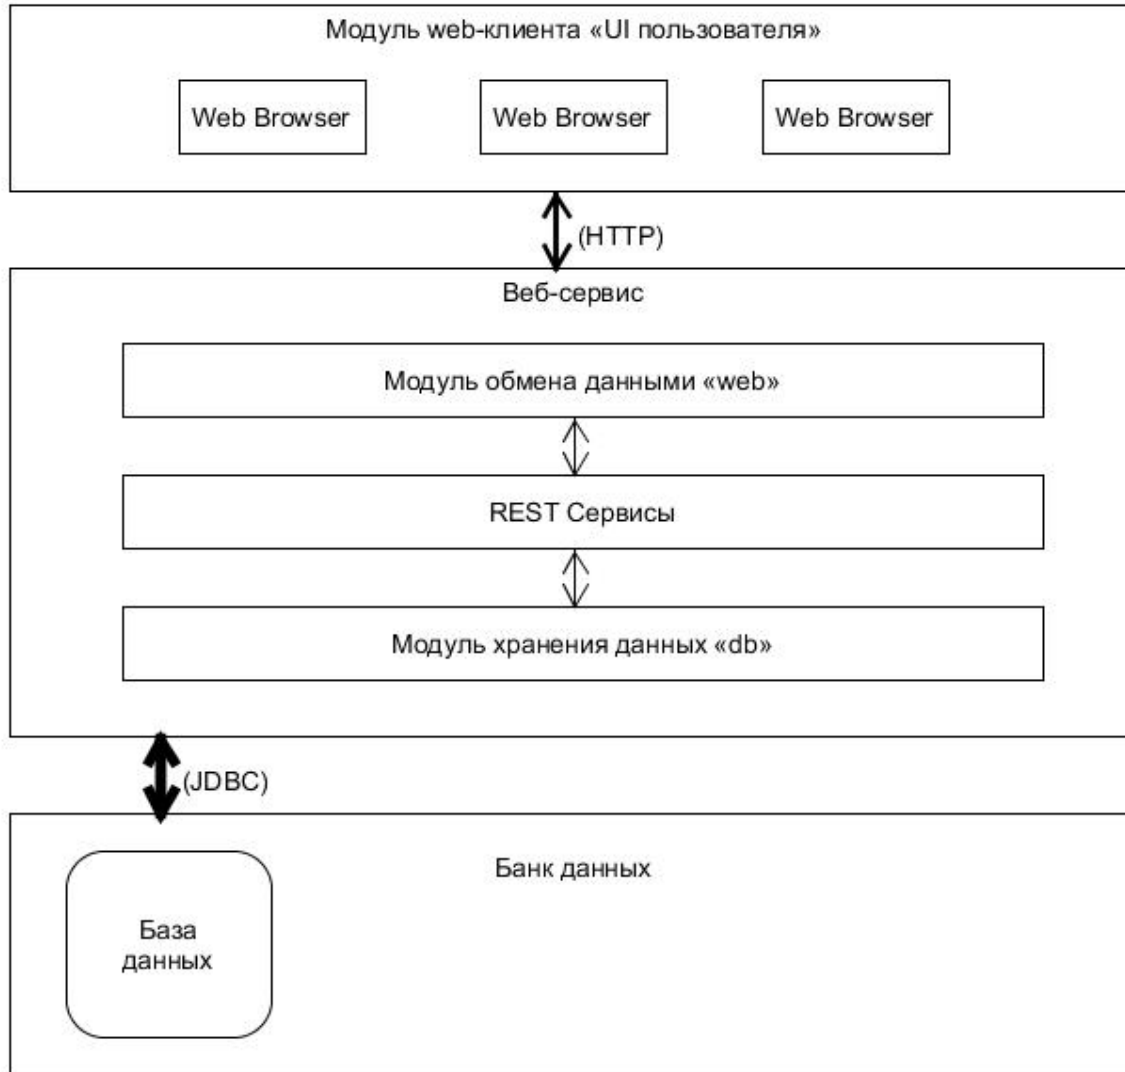 Модуль web-клиента «UI пользователя»
Web Browser
Web Browser
Web Browser
(HTTP)
Веб-сервис
Модуль обмена данными «web»
REST Сервисы
Модуль хранения данных «db»
(JDBC)
Банк данных
База
данных